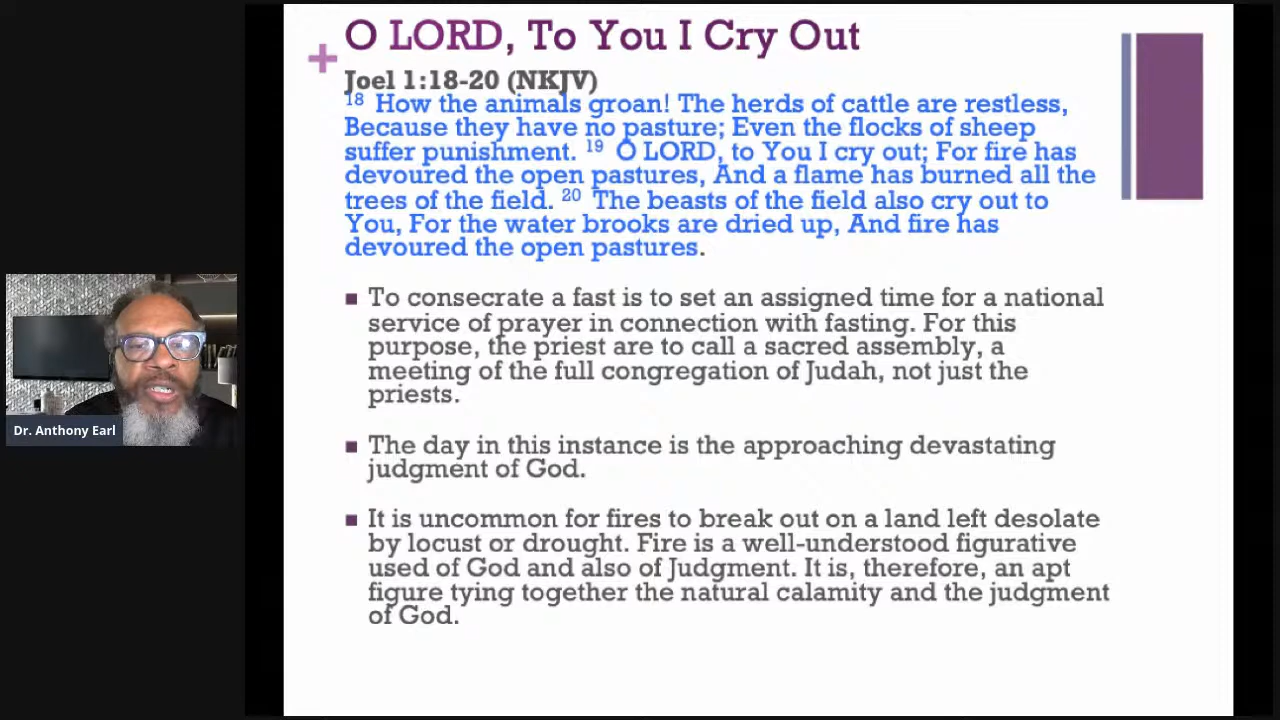 O LORD, To You I Cry Out
+
Joel 1:18-20 (NKJV)
18 How the animals groan! The herds of cattle are restless,
Because they have no pasture; Even the flocks of sheep
suffer punishment. 19 O LORD, to You I cry out; For fire has
devoured the open pastures, And a flame has burned all the
trees of the field. 20 The beasts of the field also cry out to
You, For the water brooks are dried up, And fire has
devoured the open pastures.
■ To consecrate a fast is to set an assigned time for a national
service of prayer in connection with fasting. For this
purpose, the priest are to call a sacred assembly, a
meeting of the full congregation of Judah, not just the
priests.
■ The day in this instance is the approaching devastating
judgment of God.
■ It is uncommon for fires to break out on a land left desolate
by locust or drought. Fire is a well-understood figurative
used of God and also of Judgment. It is, therefore, an apt
figure tying together the natural calamity and the judgment
of God.
Dr. Anthony Earl